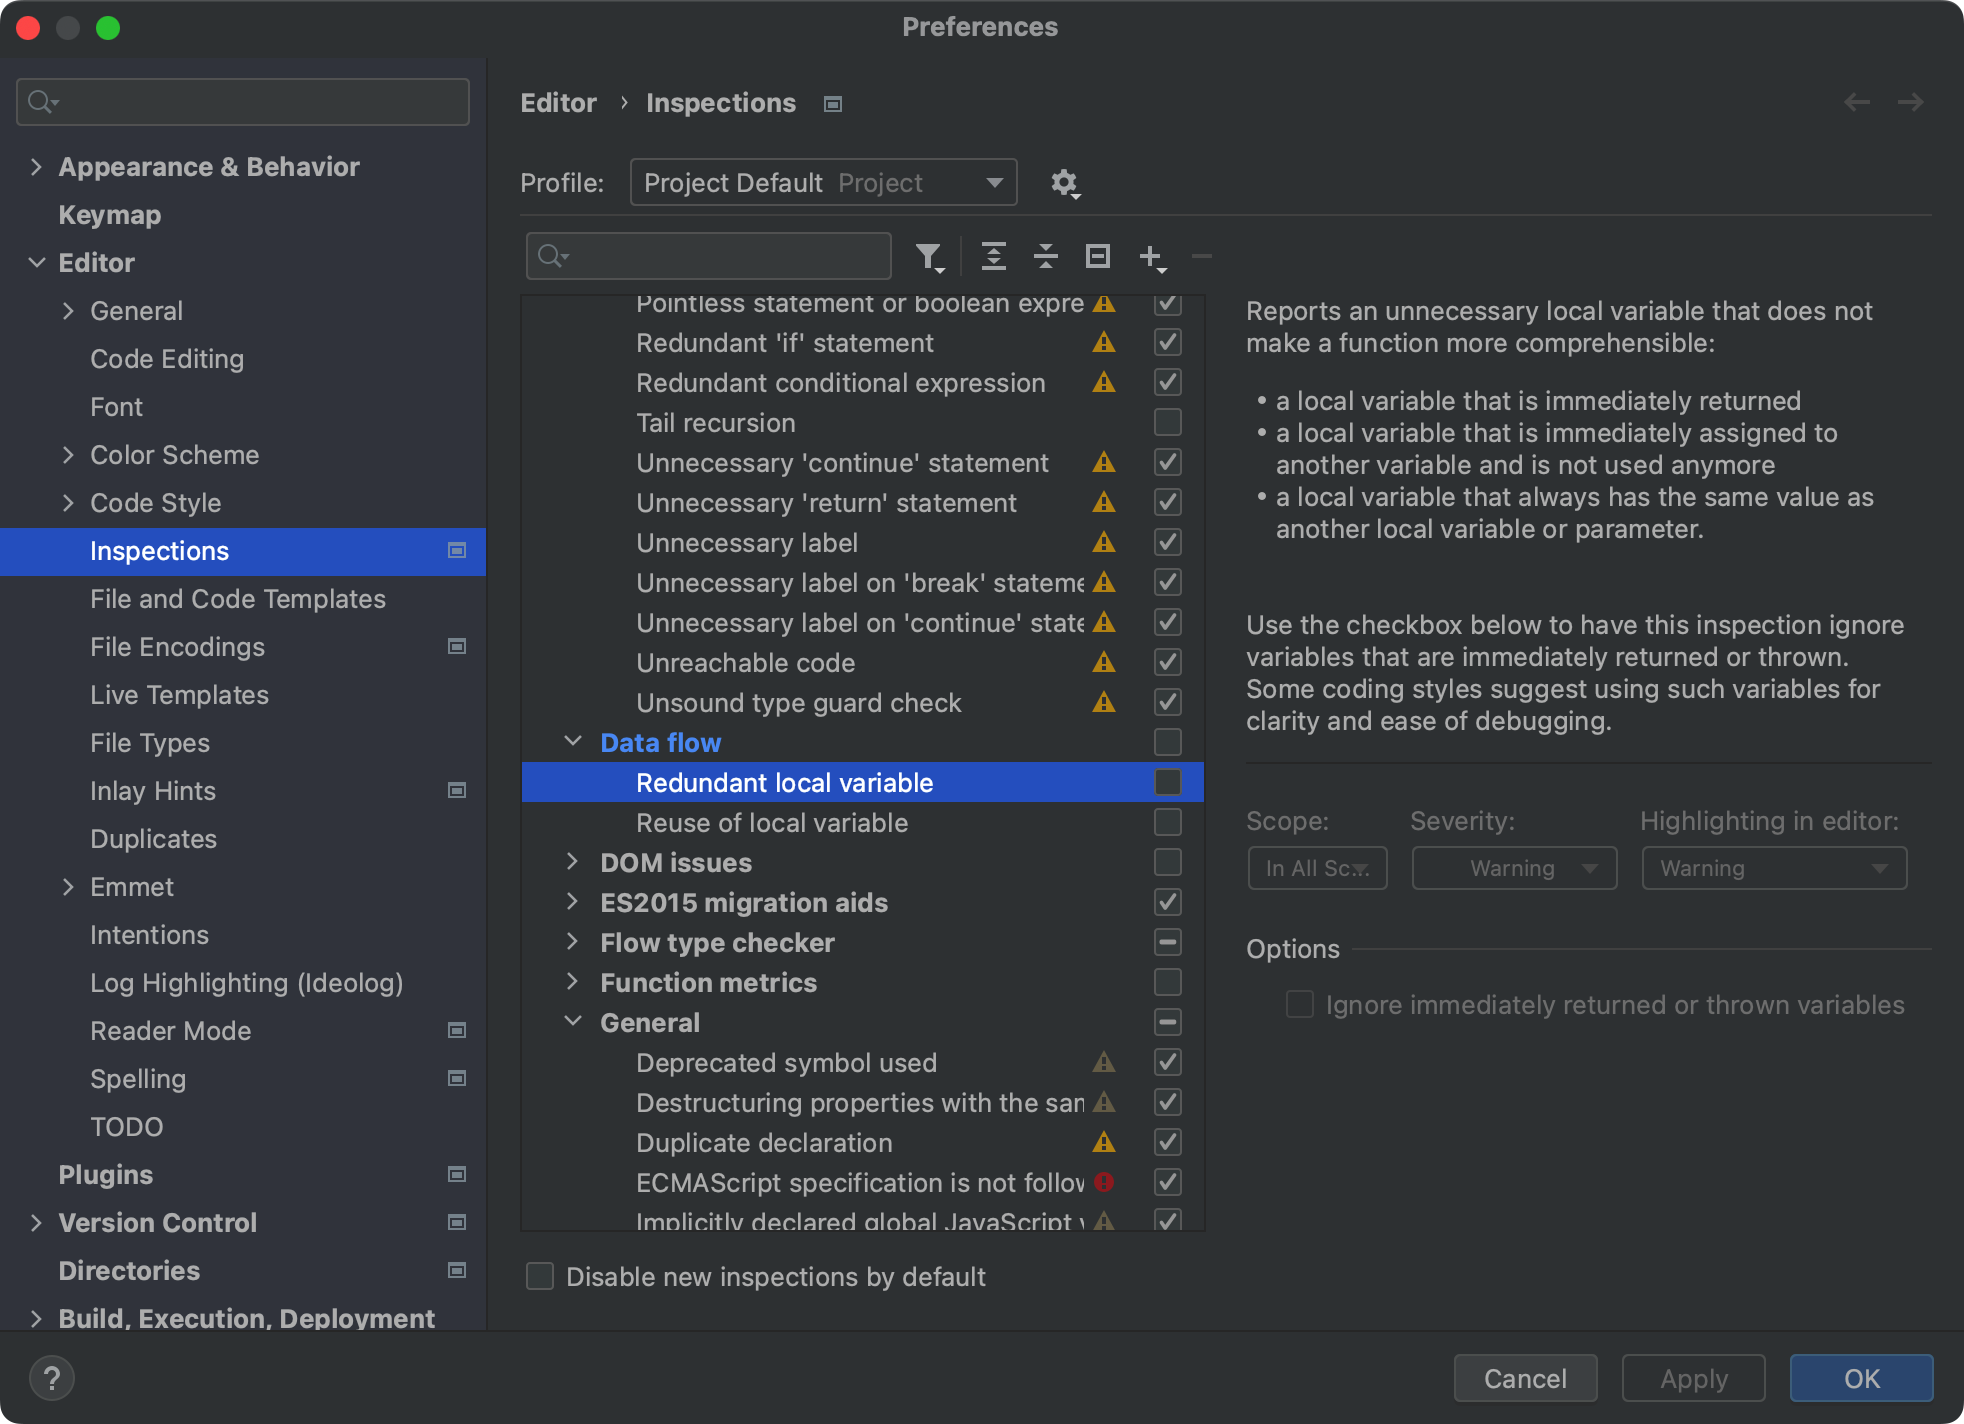 Preferences
Appearance & Behavior
Keymap
Editor
General
Code Editing
Font
Color Scheme
Code Style
Inspections
File and Code Templates
File Encodings
Live Templates
File Types
Inlay Hints
Duplicates
Emmet
Intentions
Log Highlighting (Ideolog)
Reader Mode
Spelling
TODO
Plugins
Version Control
Directories
Build, Execution, Deployment
?
Editor › Inspections
Profile: Project Default Project
Pointless statement or boolean expre
Redundant 'if' statement
Redundant conditional expression
Tail recursion
Unnecessary 'continue' statement
Unnecessary 'return' statement
Unnecessary label
Unnecessary label on 'break' stateme
Unnecessary label on 'continue' state
Unreachable code
Unsound type guard check
Data flow
Redundant local variable
Reuse of local variable
DOM issues
ES2015 migration aids
Flow type checker
Function metrics
General
Deprecated symbol used
Destructuring properties with the sam
Duplicate declaration
ECMAScript specification is not follow
Implicitly declared global JavaScript v
Disable new inspections by default
Reports an unnecessary local variable that does not
make a function more comprehensible:
• a local variable that is immediately returned
• a local variable that is immediately assigned to
another variable and is not used anymore
• a local variable that always has the same value as
another local variable or parameter.
Use the checkbox below to have this inspection ignore
variables that are immediately returned or thrown.
Some coding styles suggest using such variables for
clarity and ease of debugging.
Scope: Severity: Highlighting in editor:
In All Sc... Warning Warning
Options
Ignore immediately returned or thrown variables
Cancel Apply OK